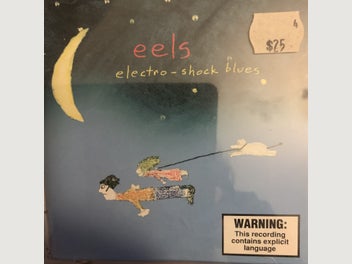 4
$25
eels
electro-shock blues
WARNING:
This recording
contains explicit
language